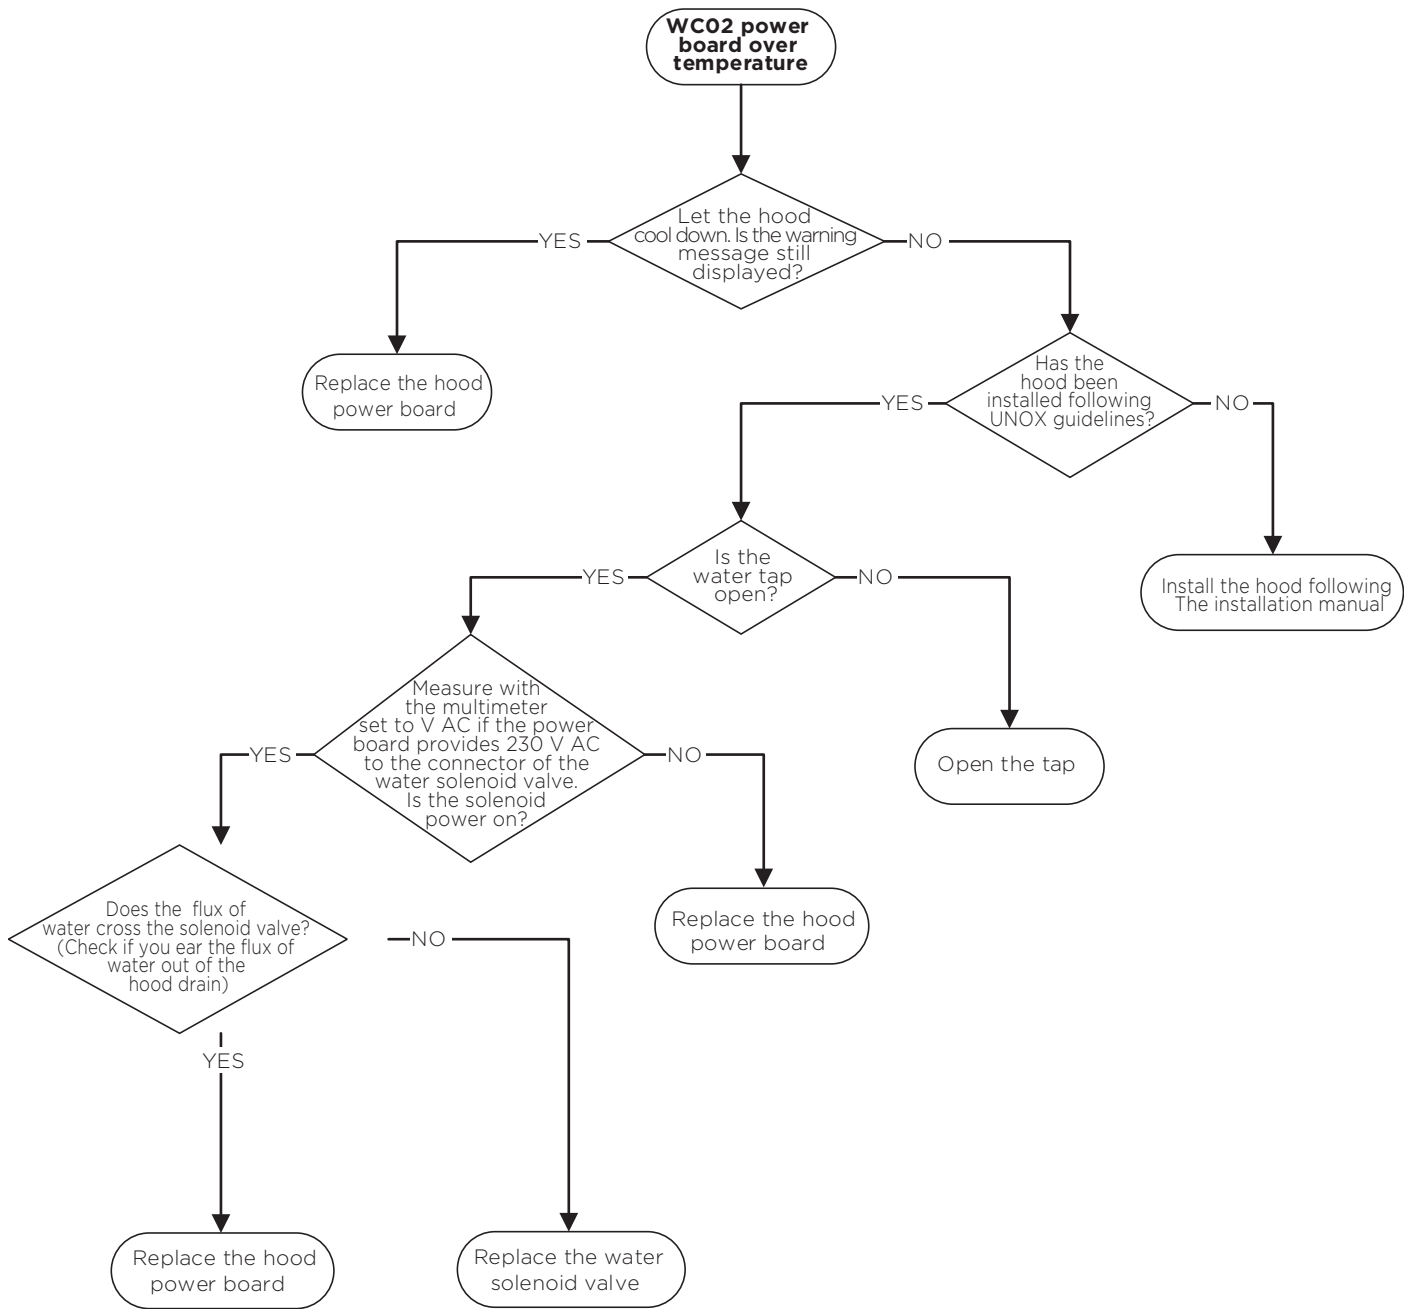 WC02 power
board over
temperature
Let the hood
cool down. Is the warning
message still
displayed?
YES
NO
Replace the hood
power board
Has the
hood been
installed following
UNOX guidelines?
YES
NO
Is the
water tap
open?
YES
NO
Install the hood following
The installation manual
Measure with
the multimeter
set to V AC if the power
board provides 230 V AC
to the connector of the
water solenoid valve.
Is the solenoid
power on?
YES
NO
Open the tap
Does the flux of
water cross the solenoid valve?
(Check if you ear the flux of
water out of the
hood drain)
NO
Replace the hood
power board
YES
Replace the hood
power board
Replace the water
solenoid valve